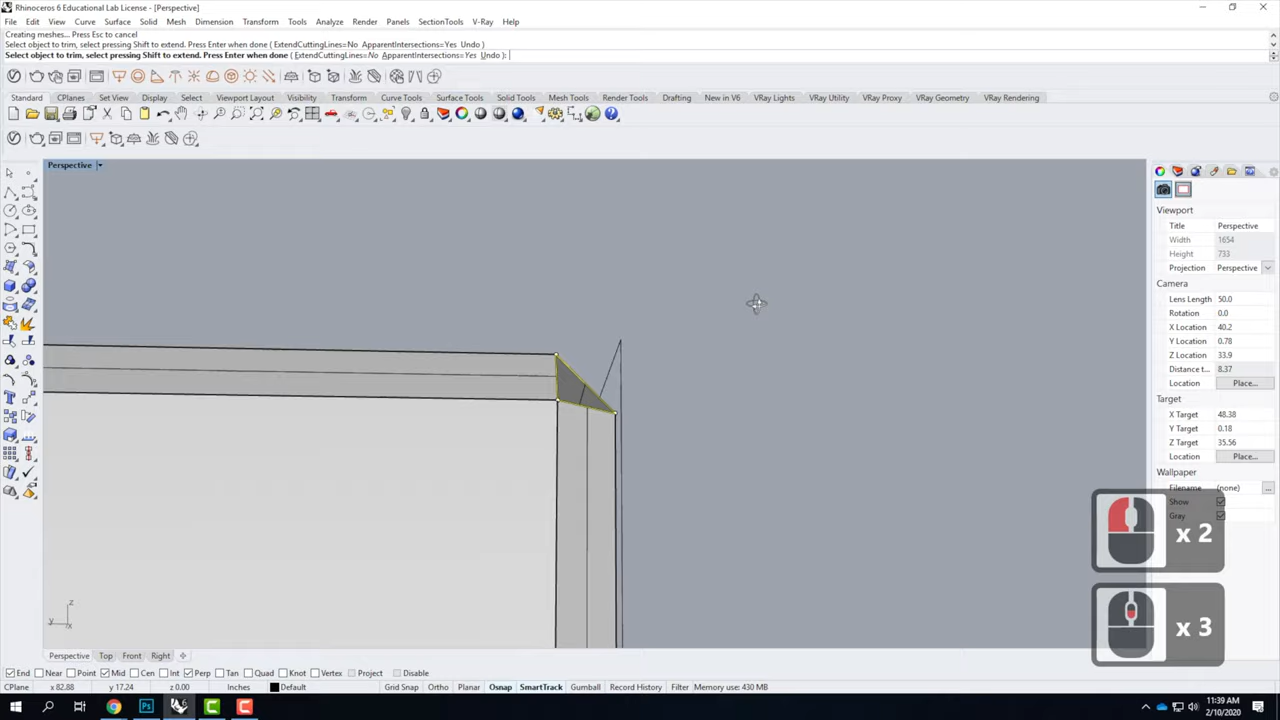 Rhinoceros 6 Educational Lab License - [Perspective]
File Edit View Curve Surface Solid Mesh Dimension Transform Tools Analyze Render Panels SectionTools V-Ray Help
Creating meshes... Press Esc to cancel
Select object to trim, select pressing Shift to extend. Press Enter when done ( ExtendCuttingLines=No ApparentIntersections=Yes Undo )
Select object to trim, select pressing Shift to extend. Press Enter when done ( ExtendCuttingLines=No ApparentIntersections=Yes Undo ):
Standard CPlanes Set View Display Select Viewport Layout Visibility Transform Curve Tools Surface Tools Solid Tools Mesh Tools Render Tools Drafting New in V6 VRay Lights VRay Utility VRay Proxy VRay Geometry VRay Rendering
Perspective
Viewport
Title Perspective
Width 1654
Height 733
Projection Perspective
Camera
Lens Length 50.0
Rotation 0.0
X Location 40.2
Y Location 0.78
Z Location 33.9
Distance t... 8.37
Location Place...
Target
X Target 48.38
Y Target 0.18
Z Target 35.56
Location Place...
Wallpaper
Filename (none) ...
Show
Gray
x 2
x 3
z
y
x
Perspective Top Front Right
End Near Point Mid Cen Int Perp Tan Quad Knot Vertex Project Disable
CPlane x 82.88 y 17.24 z 0.00 Inches Default Grid Snap Ortho Planar Osnap SmartTrack Gumball Record History Filter Memory use: 430 MB
11:39 AM
2/10/2020